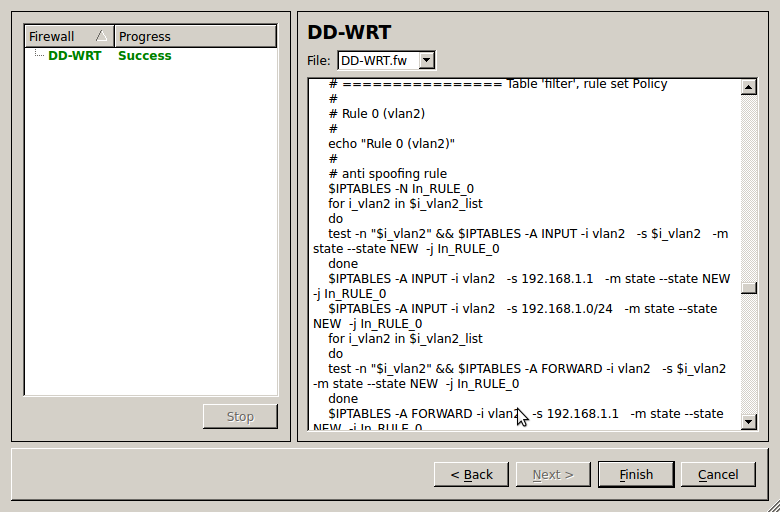 Firewall Progress
DD-WRT Success
Stop
DD-WRT
File: DD-WRT.fw
# ================ Table 'filter', rule set Policy
#
# Rule 0 (vlan2)
#
echo "Rule 0 (vlan2)"
#
# anti spoofing rule
$IPTABLES -N In_RULE_0
for i_vlan2 in $i_vlan2_list
do
test -n "$i_vlan2" && $IPTABLES -A INPUT -i vlan2 -s $i_vlan2 -m
state --state NEW -j In_RULE_0
done
$IPTABLES -A INPUT -i vlan2 -s 192.168.1.1 -m state --state NEW
-j In_RULE_0
$IPTABLES -A INPUT -i vlan2 -s 192.168.1.0/24 -m state --state
NEW -j In_RULE_0
for i_vlan2 in $i_vlan2_list
do
test -n "$i_vlan2" && $IPTABLES -A FORWARD -i vlan2 -s $i_vlan2
-m state --state NEW -j In_RULE_0
done
$IPTABLES -A FORWARD -i vlan2 -s 192.168.1.1 -m state --state
NEW -j In_RULE_0
< Back Next > Finish Cancel